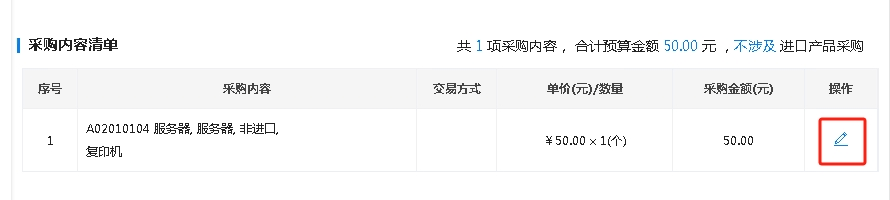 采购内容清单
共 1 项采购内容 ，合计预算金额 50.00 元 ，不涉及 进口产品采购
序号 采购内容 交易方式 单价(元)/数量 采购金额(元) 操作
1 A02010104 服务器, 服务器, 非进口, ￥50.00 × 1(个) 50.00
复印机